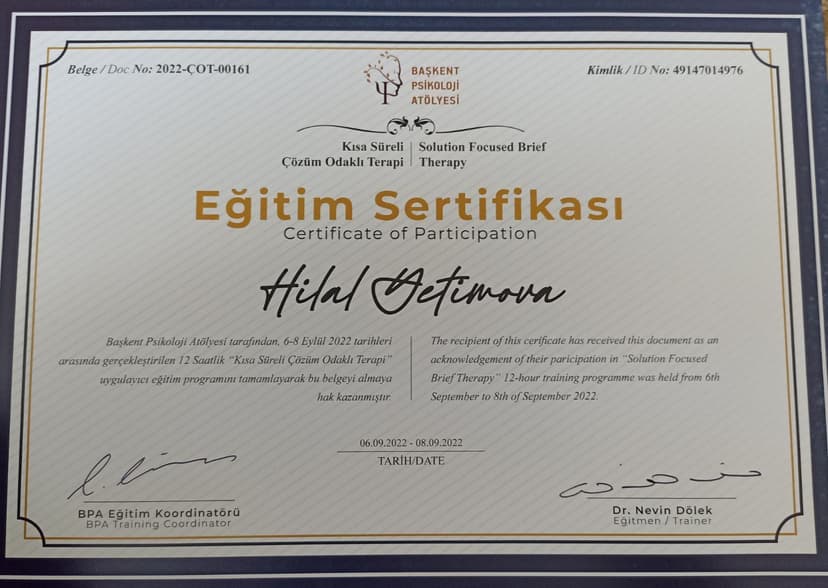 Belge / Doc No: 2022-ÇOT-00161
BAŞKENT
PSİKOLOJİ
ATÖLYESİ
Kimlik / ID No: 49147014976
Kısa Süreli
Çözüm Odaklı Terapi
Solution Focused Brief
Therapy
Eğitim Sertifikası
Certificate of Participation
Hilal Yetimova
Başkent Psikoloji Atölyesi tarafından, 6-8 Eylül 2022 tarihleri
arasında gerçekleştirilen 12 Saatlik “Kısa Süreli Çözüm Odaklı Terapi”
uygulayıcı eğitim programını tamamlayarak bu belgeyi almaya
hak kazanmıştır.
The recipient of this cerificate has received this document as an
acknowledgement of their paricipation in “Solution Focused
Brief Therapy” 12-hour training programme was held from 6th
September to 8th of September 2022.
06.09.2022 - 08.09.2022
TARİH/DATE
BPA Eğitim Koordinatörü
BPA Training Coordinator
Dr. Nevin Dölek
Eğitmen / Trainer